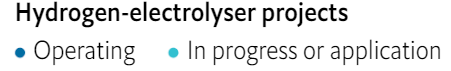 Hydrogen-electrolyser projects
Operating In progress or application